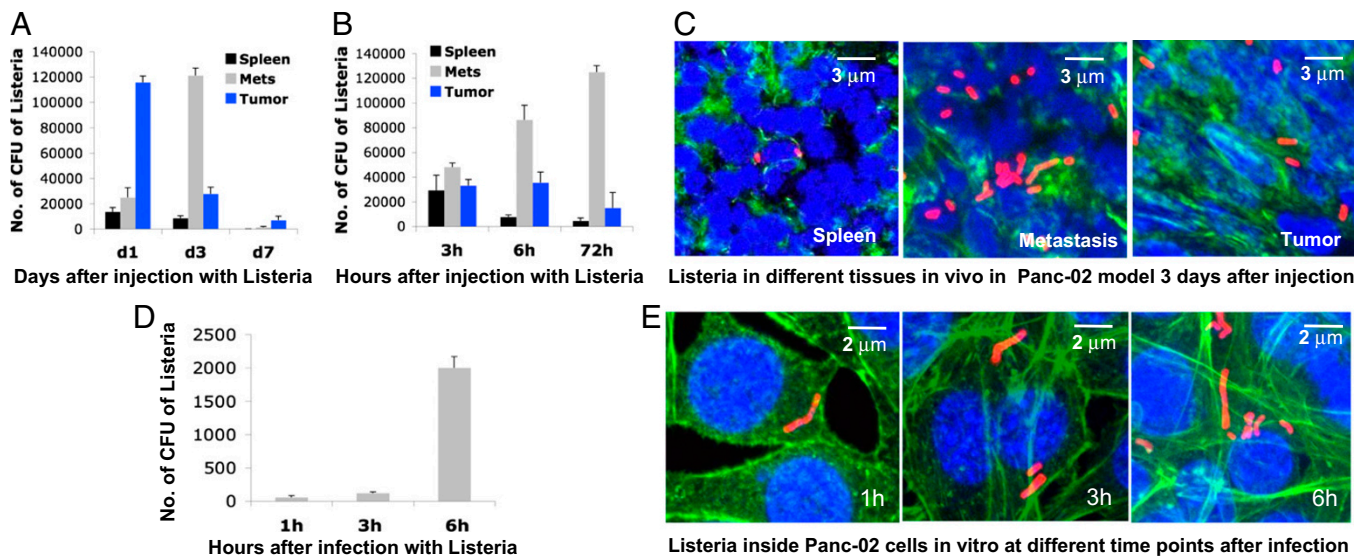 A
No. of CFU of Listeria
140000
120000
100000
80000
60000
40000
20000
0
Spleen
Mets
Tumor
d1 d3 d7
Days after injection with Listeria
B
No. of CFU of Listeria
140000
120000
100000
80000
60000
40000
20000
0
Spleen
Mets
Tumor
3h 6h 72h
Hours after injection with Listeria
C
3 μm
Spleen
3 μm
Metastasis
3 μm
Tumor
Listeria in different tissues in vivo in Panc-02 model 3 days after injection
D
No. of CFU of Listeria
2500
2000
1500
1000
500
0
1h 3h 6h
Hours after infection with Listeria
E
2 μm
1h
2 μm
3h
2 μm
6h
Listeria inside Panc-02 cells in vitro at different time points after infection